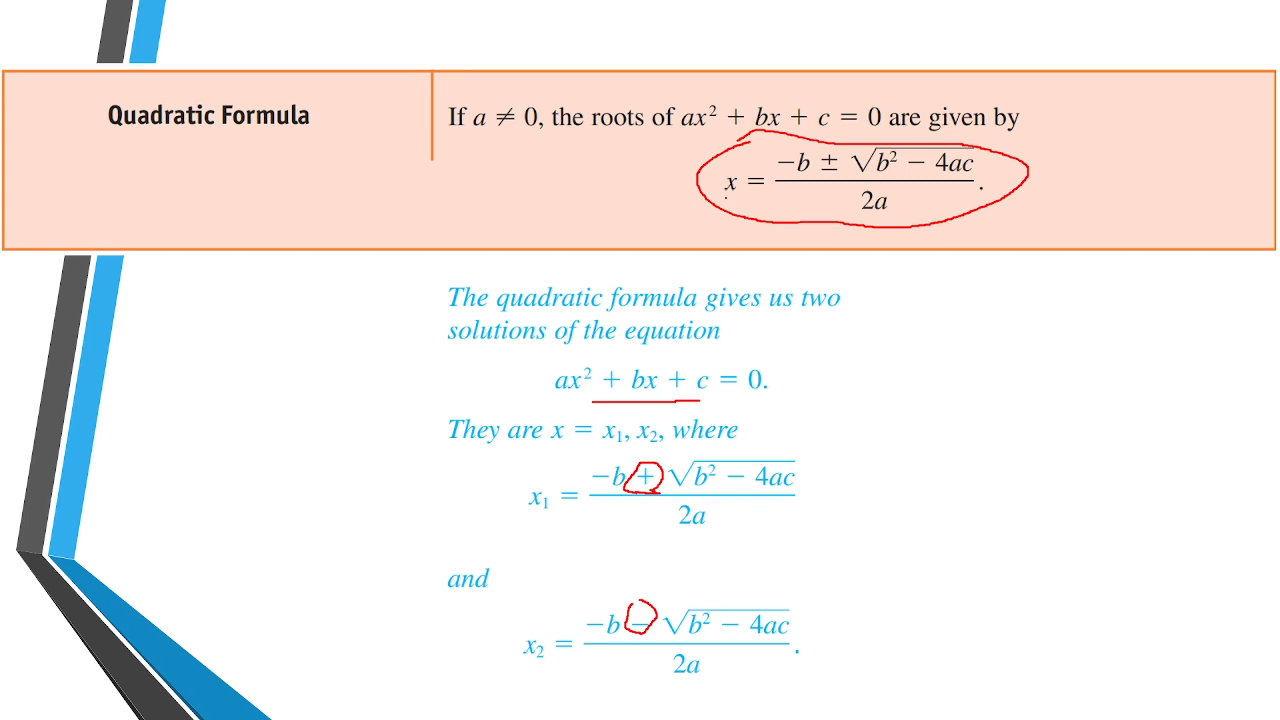 Quadratic Formula
If a ≠ 0, the roots of ax² + bx + c = 0 are given by
x = (−b ± √(b² − 4ac)) / 2a.
The quadratic formula gives us two
solutions of the equation
ax² + bx + c = 0.
They are x = x₁, x₂, where
x₁ = (−b + √(b² − 4ac)) / 2a
and
x₂ = (−b − √(b² − 4ac)) / 2a.